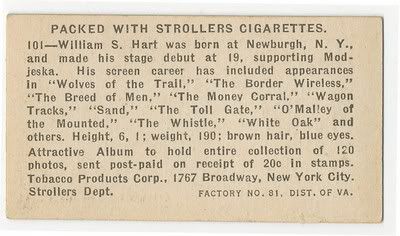 PACKED WITH STROLLERS CIGARETTES.
101—William S. Hart was born at Newburgh, N. Y.,
and made his stage debut at 19, supporting Mod-
jeska. His screen career has included appearances
in "Wolves of the Trail," "The Border Wireless,"
"The Breed of Men," "The Money Corral," "Wagon
Tracks," "Sand," "The Toll Gate," "O'Malley of
the Mounted," "The Whistle," "White Oak" and
others. Height, 6, 1; weight, 190; brown hair, blue eyes.
Attractive Album to hold entire collection of 120
photos, sent post-paid on receipt of 20c in stamps.
Tobacco Products Corp., 1767 Broadway, New York City.
Strollers Dept. FACTORY NO. 81, DIST. OF VA.